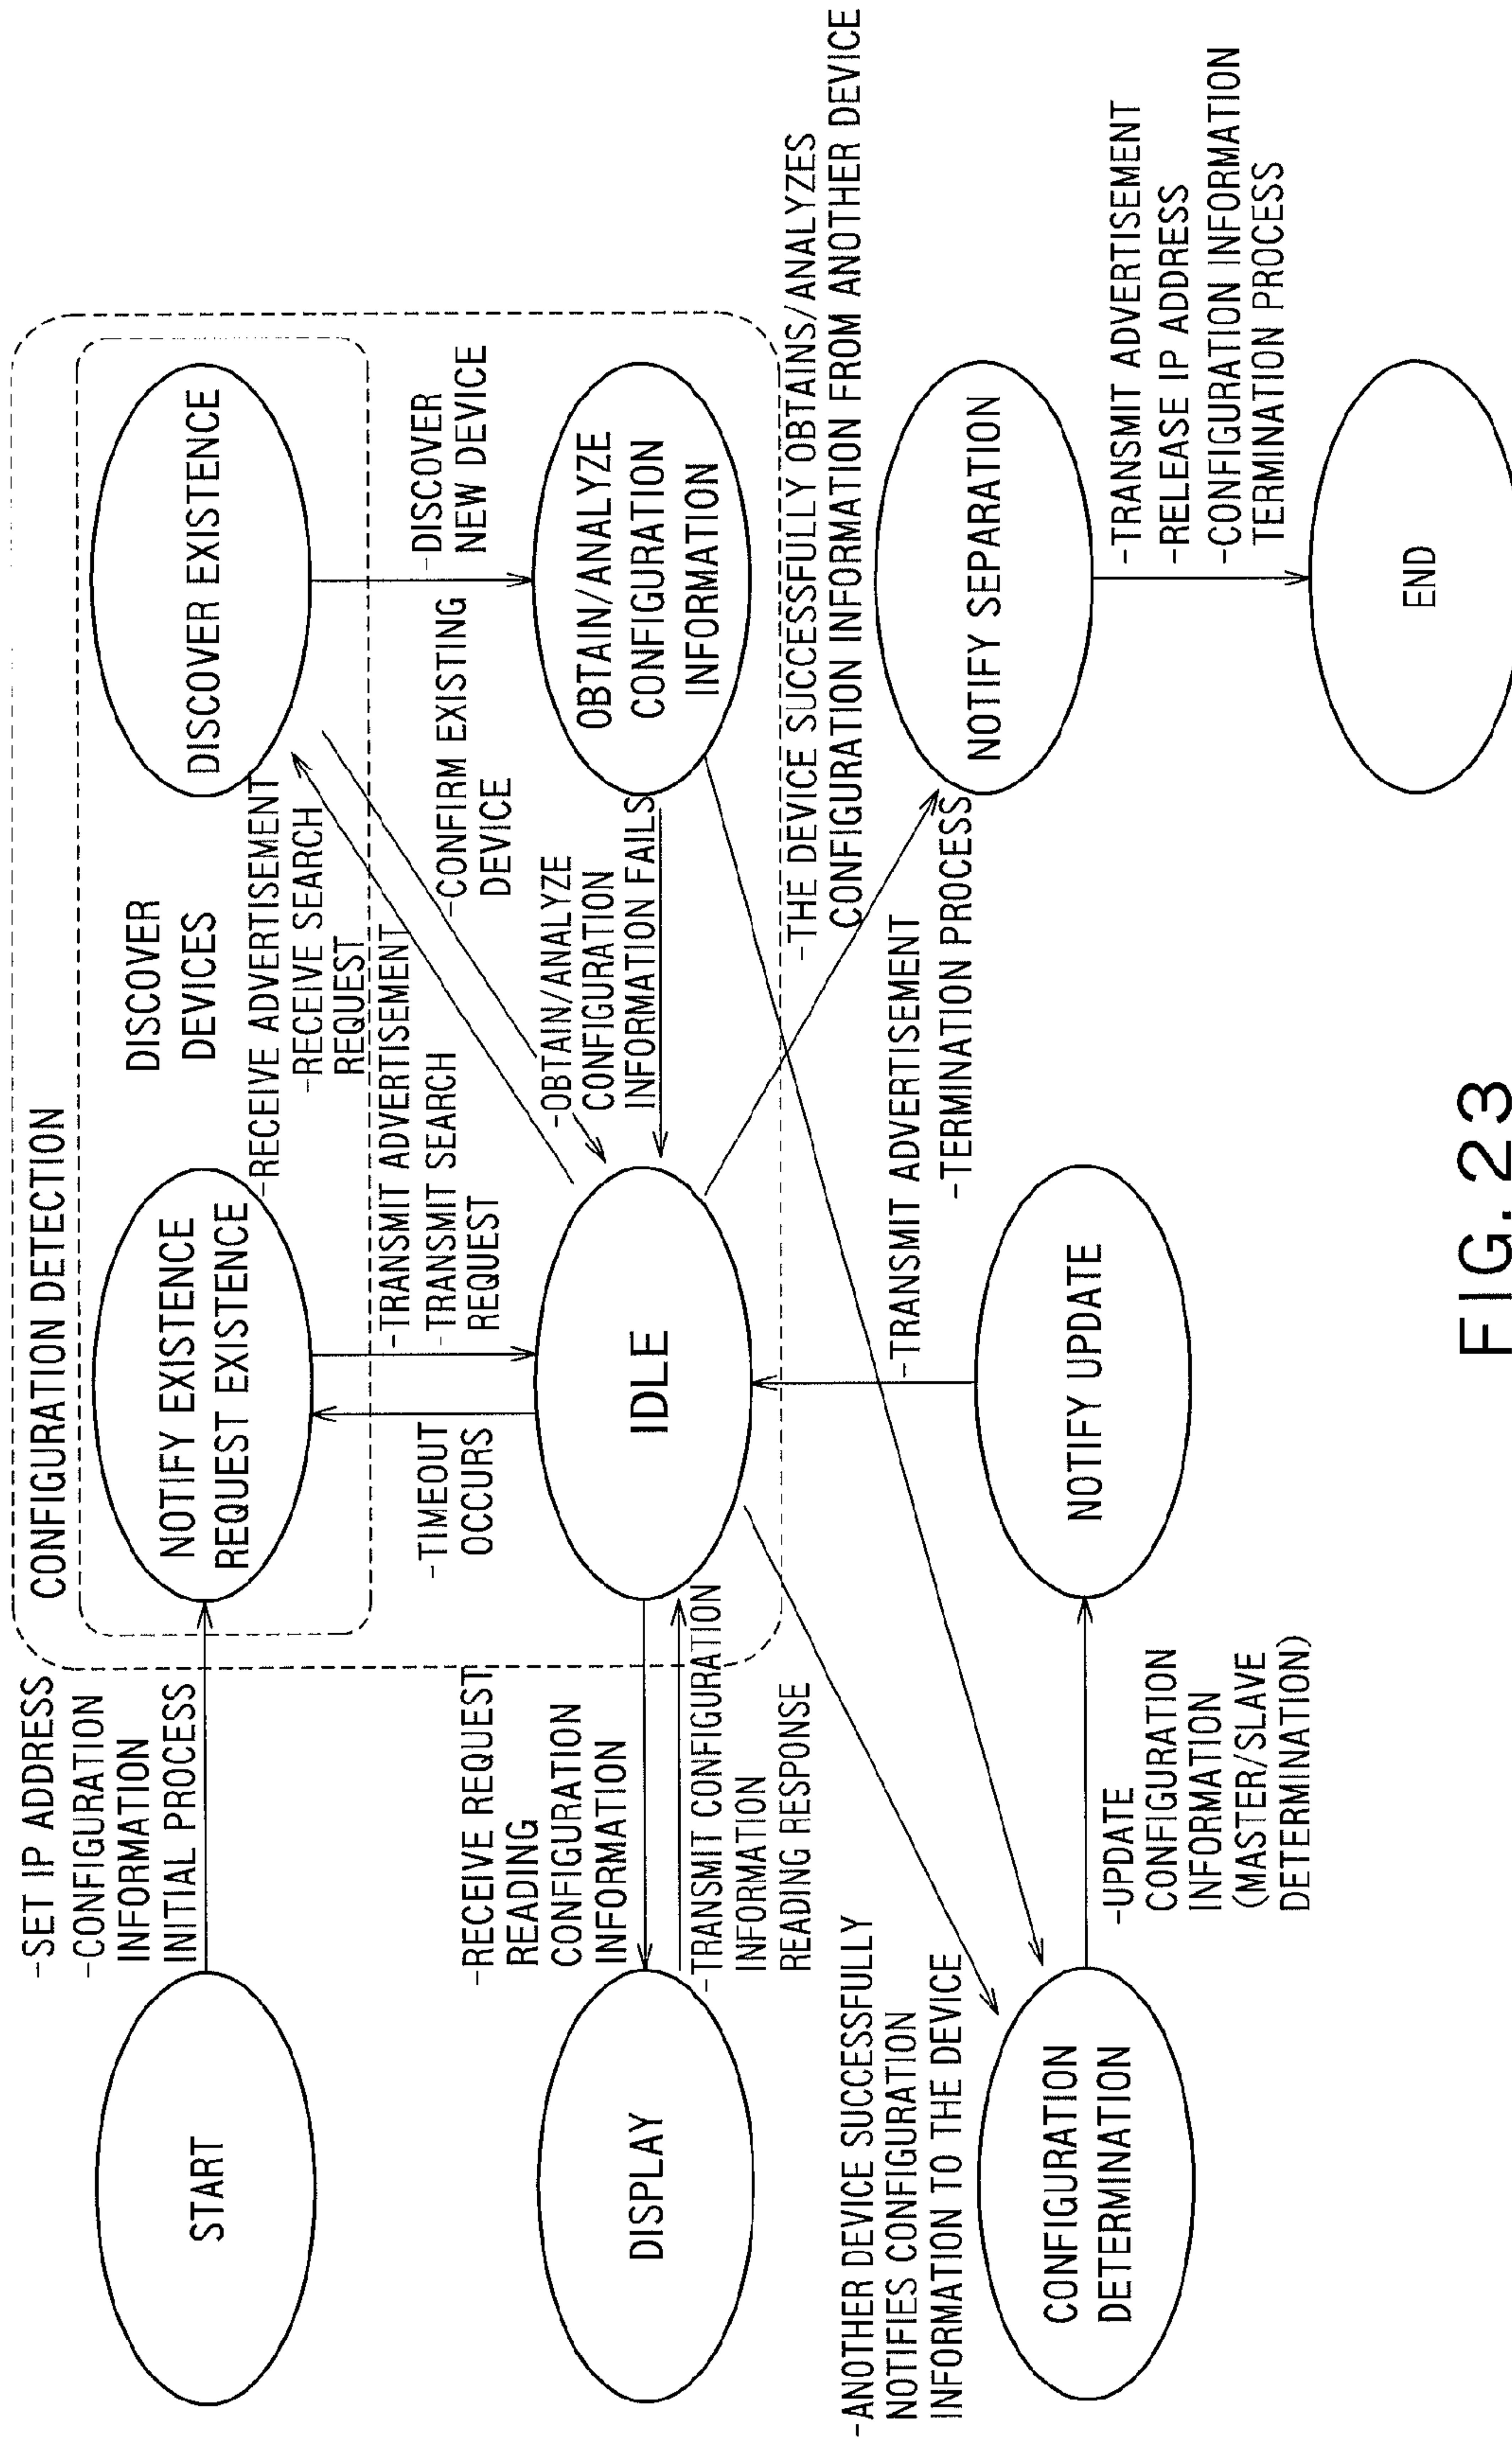 -SET IP ADDRESS
-CONFIGURATION
INFORMATION
INITIAL PROCESS
CONFIGURATION DETECTION
START
NOTIFY EXISTENCE
REQUEST EXISTENCE
DISCOVER
DEVICES
DISCOVER EXISTENCE
-RECEIVE ADVERTISEMENT
-RECEIVE SEARCH
REQUEST
-TRANSMIT ADVERTISEMENT
-TRANSMIT SEARCH
REQUEST
-TIMEOUT
OCCURS
-DISCOVER
NEW DEVICE
-CONFIRM EXISTING
DEVICE
-RECEIVE REQUEST
READING
CONFIGURATION
INFORMATION
-OBTAIN/ANALYZE
CONFIGURATION
INFORMATION FAILS
DISPLAY
IDLE
OBTAIN/ANALYZE
CONFIGURATION
INFORMATION
-TRANSMIT CONFIGURATION
INFORMATION
READING RESPONSE
-THE DEVICE SUCCESSFULLY OBTAINS/ANALYZES
CONFIGURATION INFORMATION FROM ANOTHER DEVICE
-ANOTHER DEVICE SUCCESSFULLY
NOTIFIES CONFIGURATION
INFORMATION TO THE DEVICE
-TRANSMIT ADVERTISEMENT
-TERMINATION PROCESS
CONFIGURATION
DETERMINATION
NOTIFY UPDATE
NOTIFY SEPARATION
-UPDATE
CONFIGURATION
INFORMATION
(MASTER/SLAVE
DETERMINATION)
-TRANSMIT ADVERTISEMENT
-RELEASE IP ADDRESS
-CONFIGURATION INFORMATION
TERMINATION PROCESS
END
FIG. 23